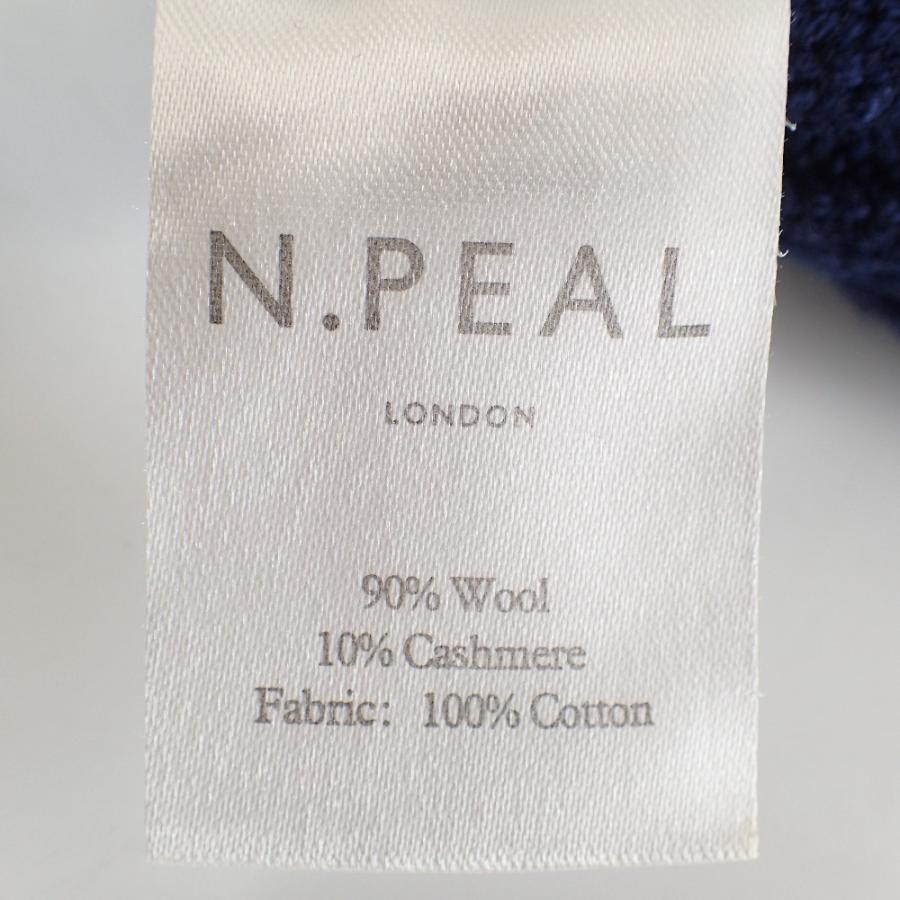 N.PEAL
LONDON
90% Wool
10% Cashmere
Fabric: 100% Cotton